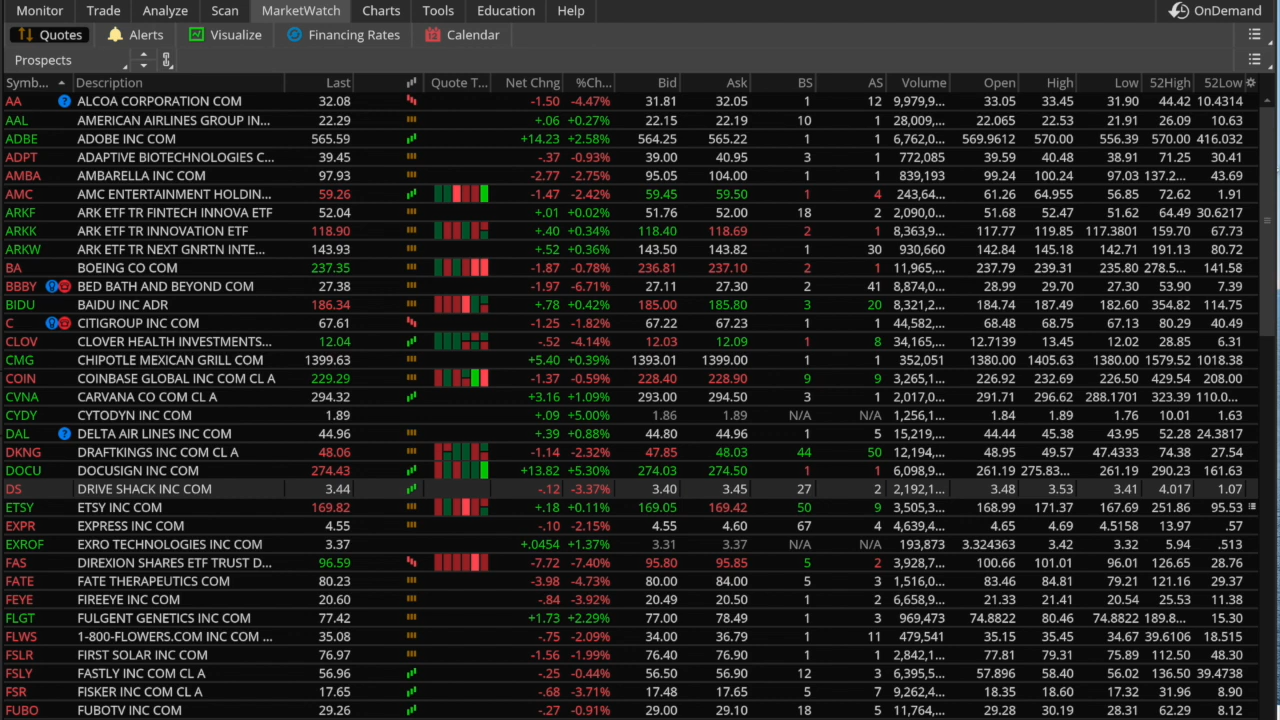 Monitor Trade Analyze Scan MarketWatch Charts Tools Education Help OnDemand
Quotes Alerts Visualize Financing Rates 12 Calendar
Prospects
Symb... Description Last Quote T... Net Chng %Ch... Bid Ask BS AS Volume Open High Low 52High 52Low
AA ? ALCOA CORPORATION COM 32.08 -1.50 -4.47% 31.81 32.05 1 12 9,979,9... 33.05 33.45 31.90 44.42 10.4314
AAL AMERICAN AIRLINES GROUP IN... 22.29 +.06 +0.27% 22.15 22.19 10 1 28,009,... 22.065 22.53 21.91 26.09 10.63
ADBE ADOBE INC COM 565.59 +14.23 +2.58% 564.25 565.22 1 1 6,762,0... 569.9612 570.00 556.39 570.00 416.032
ADPT ADAPTIVE BIOTECHNOLOGIES C... 39.45 -.37 -0.93% 39.00 40.95 3 1 772,085 39.59 40.48 38.91 71.25 30.41
AMBA AMBARELLA INC COM 97.93 -2.77 -2.75% 95.05 104.00 1 1 839,193 99.24 100.24 97.03 137.2... 43.69
AMC AMC ENTERTAINMENT HOLDIN... 59.26 -1.47 -2.42% 59.45 59.50 1 4 243,64... 61.26 64.955 56.85 72.62 1.91
ARKF ARK ETF TR FINTECH INNOVA ETF 52.04 +.01 +0.02% 51.76 52.00 18 2 2,090,0... 51.68 52.47 51.62 64.49 30.6217
ARKK ARK ETF TR INNOVATION ETF 118.90 +.40 +0.34% 118.40 118.69 2 1 8,363,9... 117.77 119.85 117.3801 159.70 67.73
ARKW ARK ETF TR NEXT GNRTN INTE... 143.93 +.52 +0.36% 143.50 143.82 1 30 930,660 142.84 145.18 142.71 191.13 80.72
BA BOEING CO COM 237.35 -1.87 -0.78% 236.81 237.10 2 1 11,965,... 237.79 239.31 235.80 278.5... 141.58
BBBY BED BATH AND BEYOND COM 27.38 -1.97 -6.71% 27.11 27.30 2 41 8,874,0... 28.99 29.70 27.30 53.90 7.39
BIDU BAIDU INC ADR 186.34 +.78 +0.42% 185.00 185.80 3 20 8,321,2... 184.74 187.49 182.60 354.82 114.75
C CITIGROUP INC COM 67.61 -1.25 -1.82% 67.22 67.23 1 1 44,582,... 68.48 68.75 67.13 80.29 40.49
CLOV CLOVER HEALTH INVESTMENTS... 12.04 -.52 -4.14% 12.03 12.09 1 8 34,165,... 12.7139 13.05 12.02 28.85 6.31
CMG CHIPOTLE MEXICAN GRILL COM 1399.63 +5.40 +0.39% 1393.01 1399.00 1 1 352,051 1380.00 1405.63 1380.00 1579.52 1018.38
COIN COINBASE GLOBAL INC COM CL A 229.29 -1.37 -0.59% 228.40 228.90 9 9 3,265,1... 226.92 232.69 226.50 429.54 208.00
CVNA CARVANA CO COM CL A 294.32 +3.16 +1.09% 293.00 294.50 3 1 2,017,0... 291.71 296.62 288.1701 323.39 110.0...
CYDY CYTODYN INC COM 1.89 +.09 +5.00% 1.86 1.89 N/A N/A 1,256,1... 1.84 1.89 1.76 10.01 1.63
DAL ? DELTA AIR LINES INC COM 44.96 +.39 +0.88% 44.80 44.96 1 5 15,219,... 44.44 45.38 43.95 52.28 24.3817
DKNG DRAFTKINGS INC COM CL A 48.06 -1.14 -2.32% 47.85 48.03 44 50 12,194,... 48.95 49.57 47.4333 74.38 27.54
DOCU DOCUSIGN INC COM 274.43 +13.82 +5.30% 274.03 274.50 1 1 6,098,9... 261.19 275.83... 261.19 290.23 161.63
DS DRIVE SHACK INC COM 3.44 -.12 -3.37% 3.40 3.45 27 2 2,192,1... 3.48 3.53 3.41 4.017 1.07
ETSY ETSY INC COM 169.82 +.18 +0.11% 169.05 169.42 50 9 3,505,3... 168.99 171.37 167.69 251.86 95.53
EXPR EXPRESS INC COM 4.55 -.10 -2.15% 4.55 4.60 67 4 4,639,4... 4.65 4.69 4.5158 13.97 .57
EXROF EXRO TECHNOLOGIES INC COM 3.37 +.0454 +1.37% 3.31 3.37 N/A N/A 193,873 3.324363 3.42 3.32 5.94 .513
FAS DIREXION SHARES ETF TRUST D... 96.59 -7.72 -7.40% 95.80 95.85 5 2 3,928,7... 100.66 101.01 96.01 126.65 28.76
FATE FATE THERAPEUTICS COM 80.23 -3.98 -4.73% 80.00 84.00 5 3 1,516,0... 83.46 84.81 79.21 121.16 29.37
FEYE FIREEYE INC COM 20.60 -.84 -3.92% 20.49 20.50 1 2 6,658,9... 21.33 21.41 20.54 25.53 11.38
FLGT FULGENT GENETICS INC COM 77.42 +1.73 +2.29% 77.00 78.49 1 3 969,473 74.8822 80.46 74.8822 189.8... 15.30
FLWS 1-800-FLOWERS.COM INC COM ... 35.08 -.75 -2.09% 34.00 36.79 1 11 479,541 35.15 35.45 34.67 39.6106 18.515
FSLR FIRST SOLAR INC COM 76.97 -1.56 -1.99% 76.40 76.90 1 1 2,842,1... 77.81 79.31 75.89 112.50 48.30
FSLY FASTLY INC COM CL A 56.96 -.25 -0.44% 56.50 56.90 12 3 6,395,5... 57.896 58.40 56.02 136.50 39.4738
FSR FISKER INC COM CL A 17.65 -.68 -3.71% 17.48 17.65 5 7 9,262,4... 18.35 18.60 17.32 31.96 8.90
FUBO FUBOTV INC COM 29.26 -.27 -0.91% 29.00 29.10 18 5 11,764,... 29.28 30.19 28.31 62.29 8.12